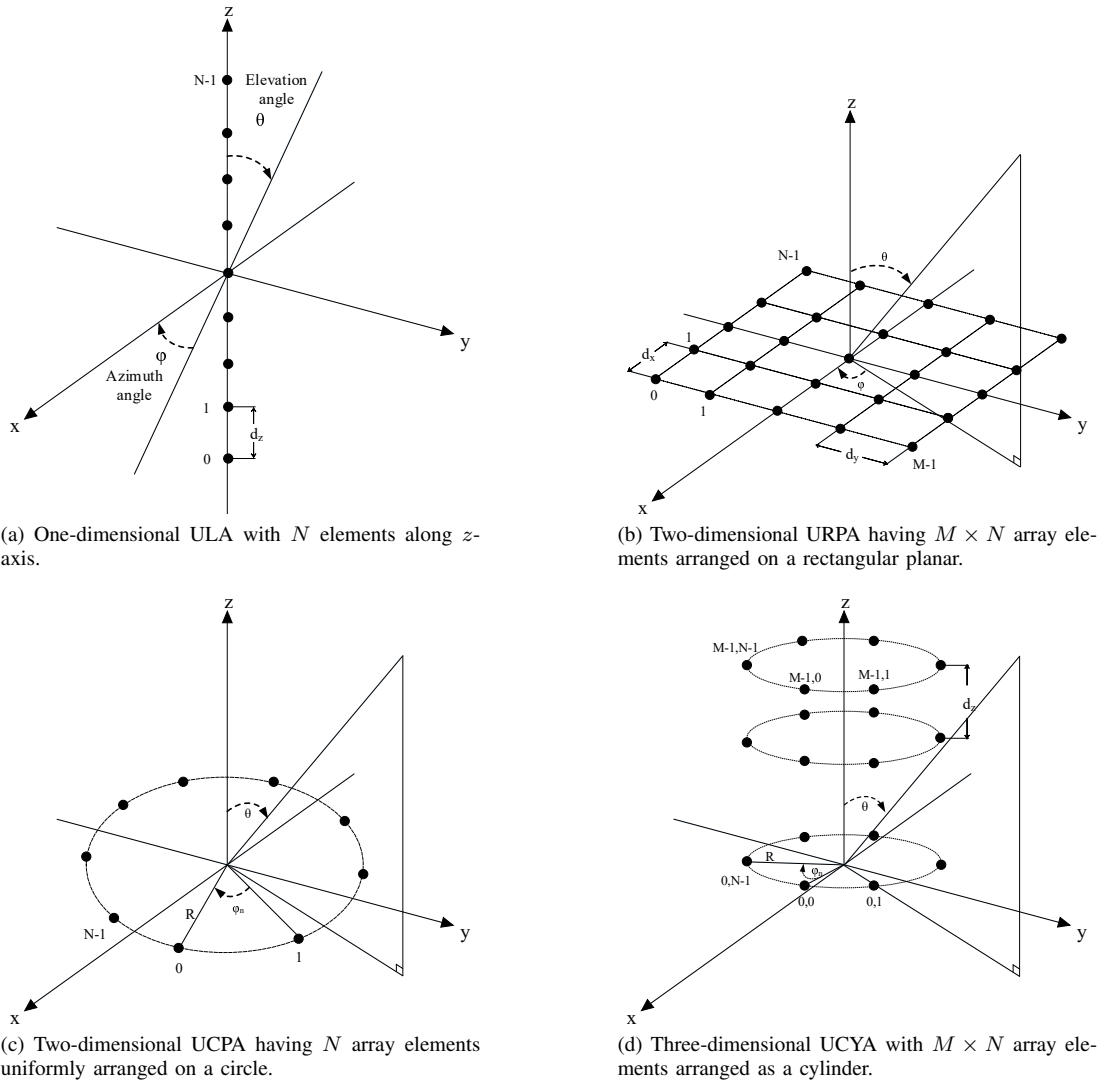 z
N-1
Elevation
angle
θ
φ
Azimuth
angle
x
y
1
d_z
0
(a) One-dimensional ULA with N elements along z-
axis.
z
N-1
θ
1
d_x
0
1
φ
y
d_y
M-1
x
(b) Two-dimensional URPA having M × N array ele-
ments arranged on a rectangular planar.
z
θ
φ_n
R
N-1
0
1
y
x
(c) Two-dimensional UCPA having N array elements
uniformly arranged on a circle.
z
M-1,N-1
M-1,0
M-1,1
d_z
θ
R
φ_n
0,N-1
0,0
0,1
y
x
(d) Three-dimensional UCYA with M × N array ele-
ments arranged as a cylinder.